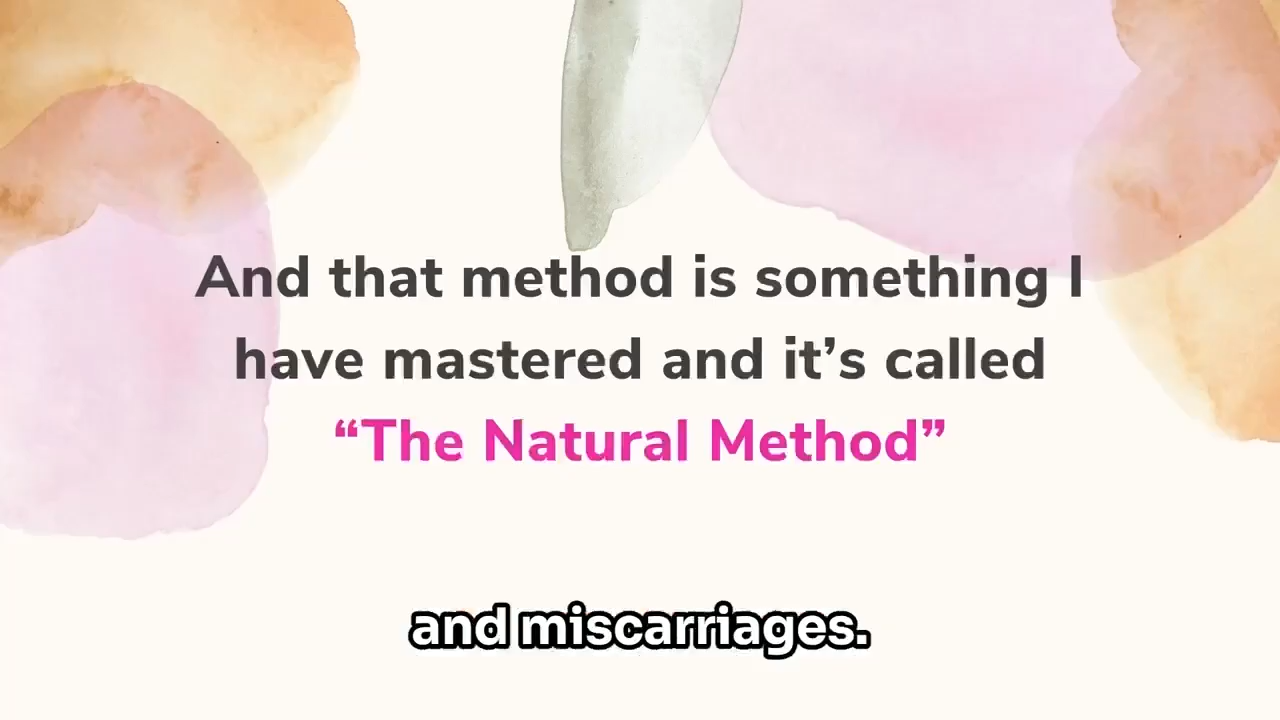 And that method is something I
have mastered and it’s called
“The Natural Method”
and miscarriages.